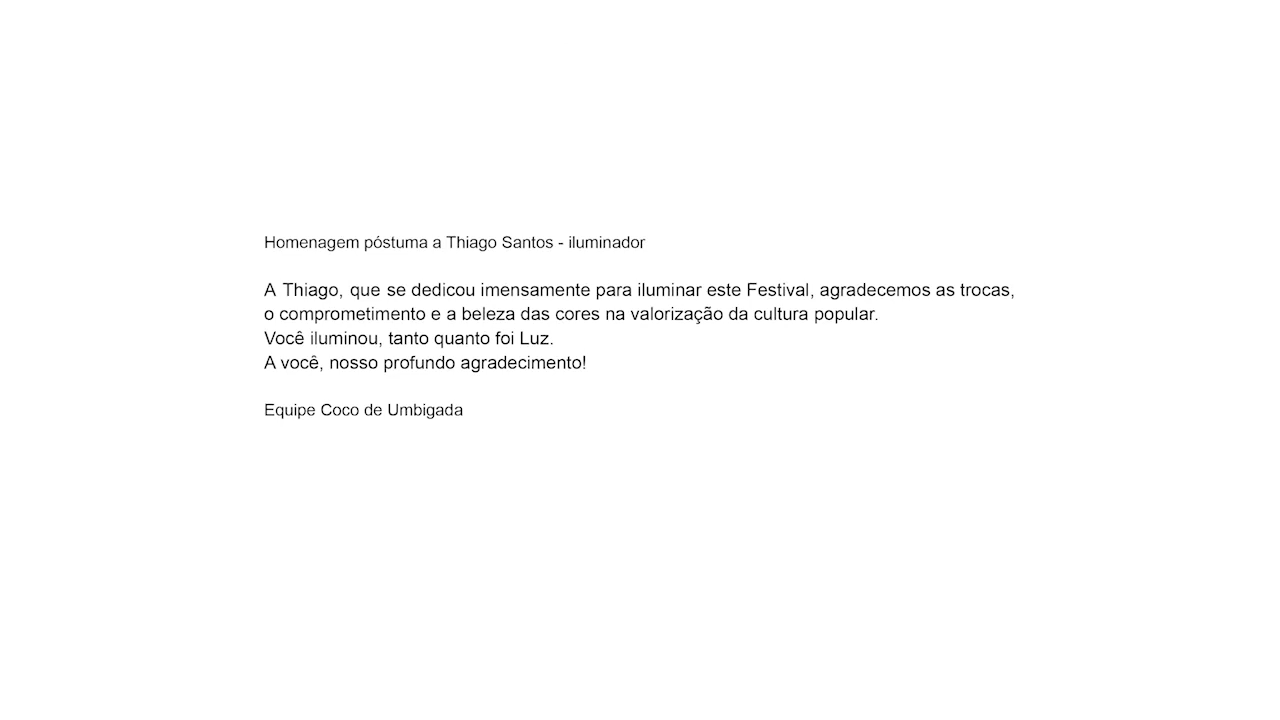 Homenagem póstuma a Thiago Santos - iluminador
A Thiago, que se dedicou imensamente para iluminar este Festival, agradecemos as trocas,
o comprometimento e a beleza das cores na valorização da cultura popular.
Você iluminou, tanto quanto foi Luz.
A você, nosso profundo agradecimento!
Equipe Coco de Umbigada